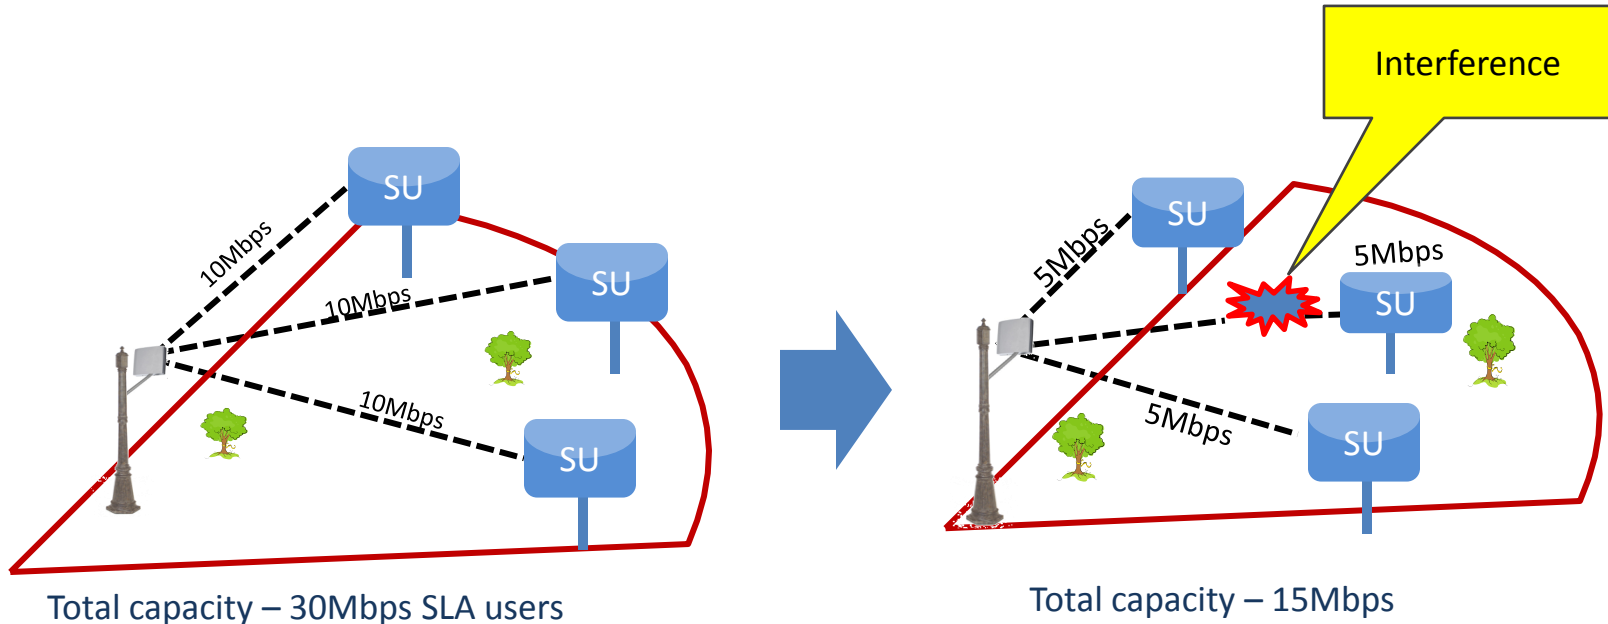 SU
10Mbps
SU
10Mbps
10Mbps
SU
Total capacity – 30Mbps SLA users
Interference
SU
5Mbps
5Mbps
SU
5Mbps
SU
Total capacity – 15Mbps